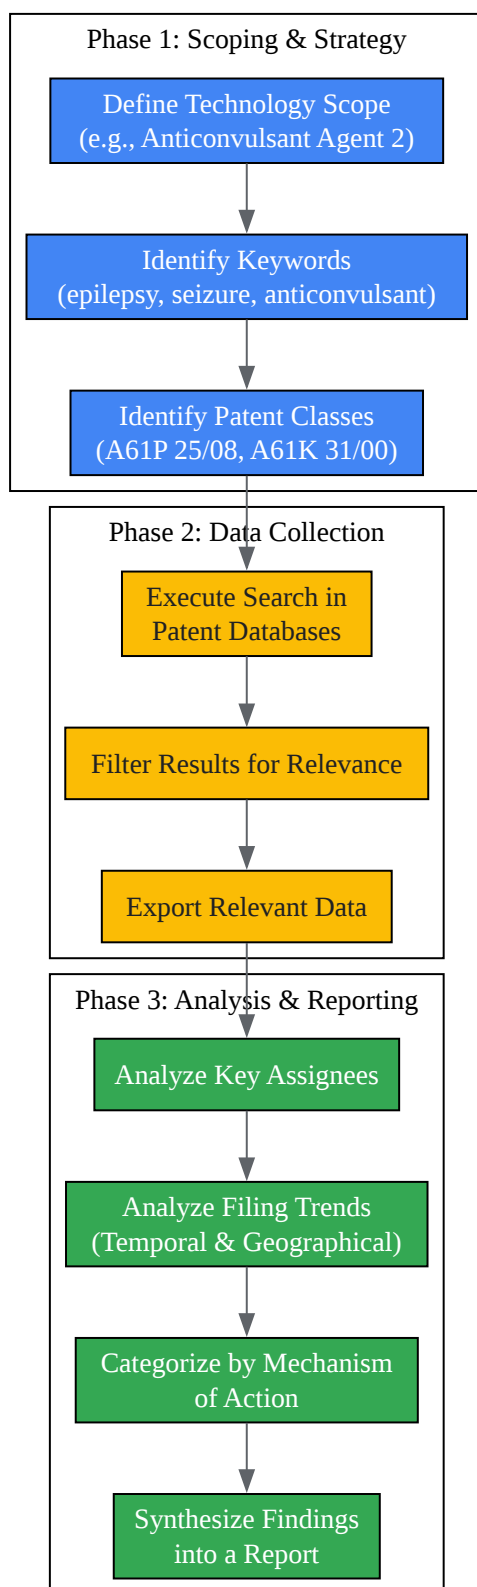 Phase 1: Scoping & Strategy
Define Technology Scope
(e.g., Anticonvulsant Agent 2)
Identify Keywords
(epilepsy, seizure, anticonvulsant)
Identify Patent Classes
(A61P 25/08, A61K 31/00)
Phase 2: Data Collection
Execute Search in
Patent Databases
Filter Results for Relevance
Export Relevant Data
Phase 3: Analysis & Reporting
Analyze Key Assignees
Analyze Filing Trends
(Temporal & Geographical)
Categorize by Mechanism
of Action
Synthesize Findings
into a Report